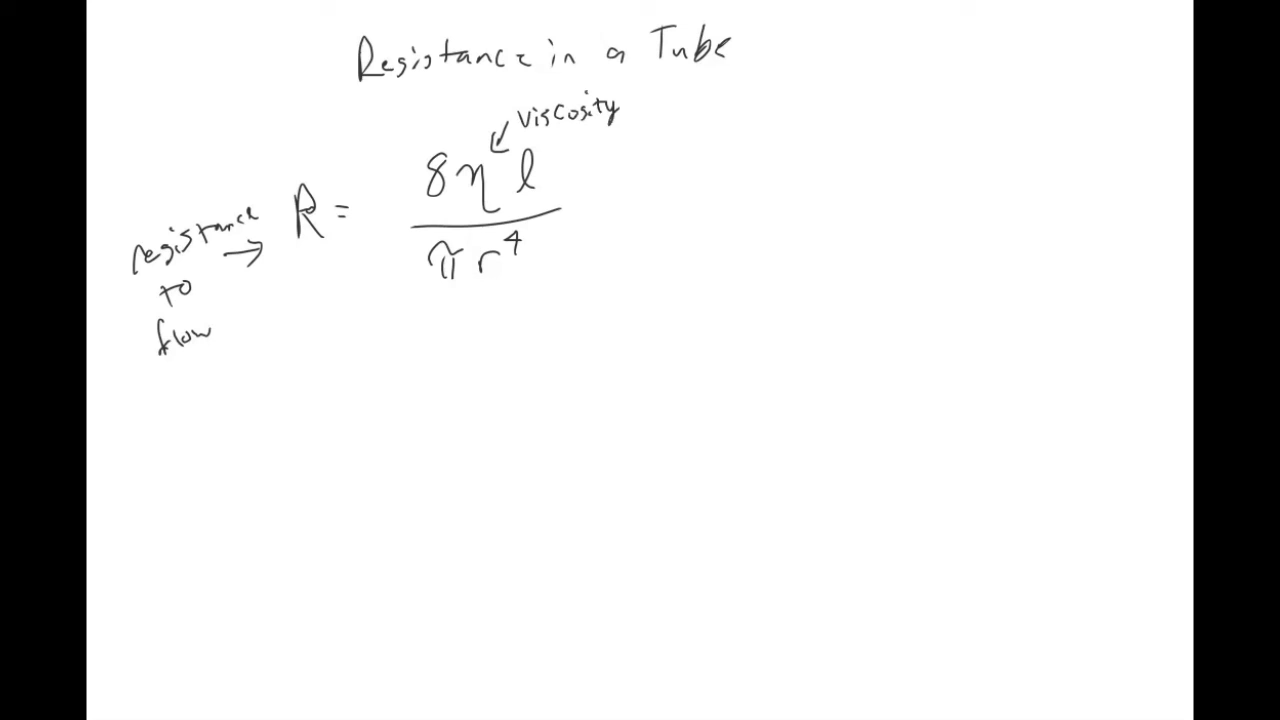 Resistance in a Tube
viscosity
R = 8ηl / πr⁴
resistance →
to
flow